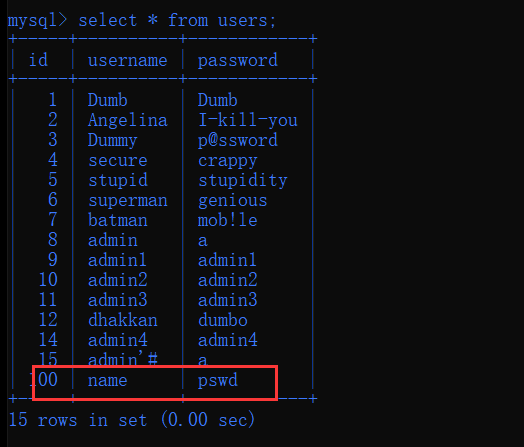 mysql> select * from users;
+-----+----------+------------+
| id | username | password |
+-----+----------+------------+
| 1 | Dumb | Dumb |
| 2 | Angelina | I-kill-you |
| 3 | Dummy | p@ssword |
| 4 | secure | crappy |
| 5 | stupid | stupidity |
| 6 | superman | genious |
| 7 | batman | mob!le |
| 8 | admin | a |
| 9 | admin1 | admin1 |
| 10 | admin2 | admin2 |
| 11 | admin3 | admin3 |
| 12 | dhakkan | dumbo |
| 14 | admin4 | admin4 |
| 15 | admin'# | a |
| 100 | name | pswd |
+-----+----------+------------+
15 rows in set (0.00 sec)